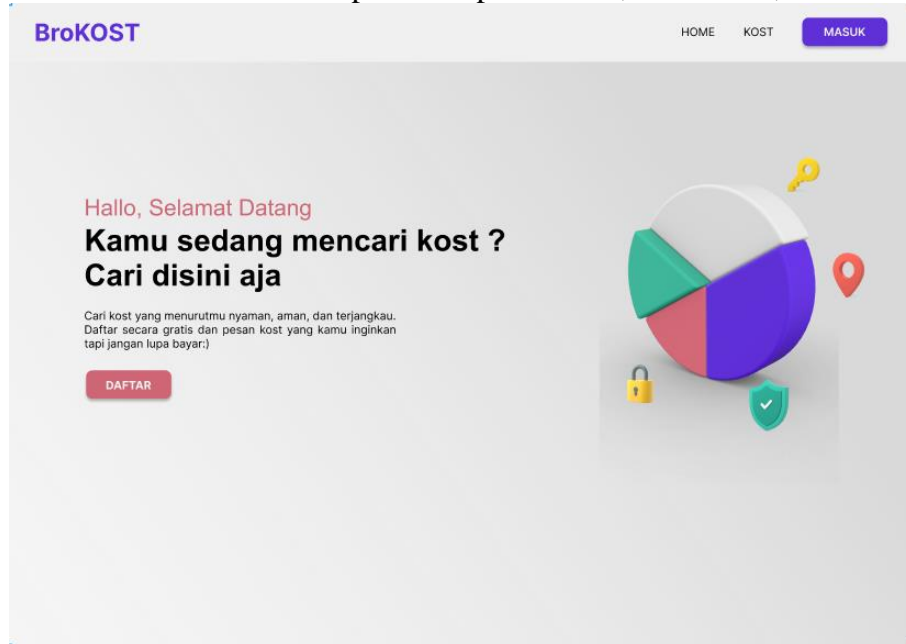 BroKOST
HOME KOST MASUK
Hallo, Selamat Datang
Kamu sedang mencari kost ?
Cari disini aja
Cari kost yang menurutmu nyaman, aman, dan terjangkau.
Daftar secara gratis dan pesan kost yang kamu inginkan
tapi jangan lupa bayar:)
DAFTAR